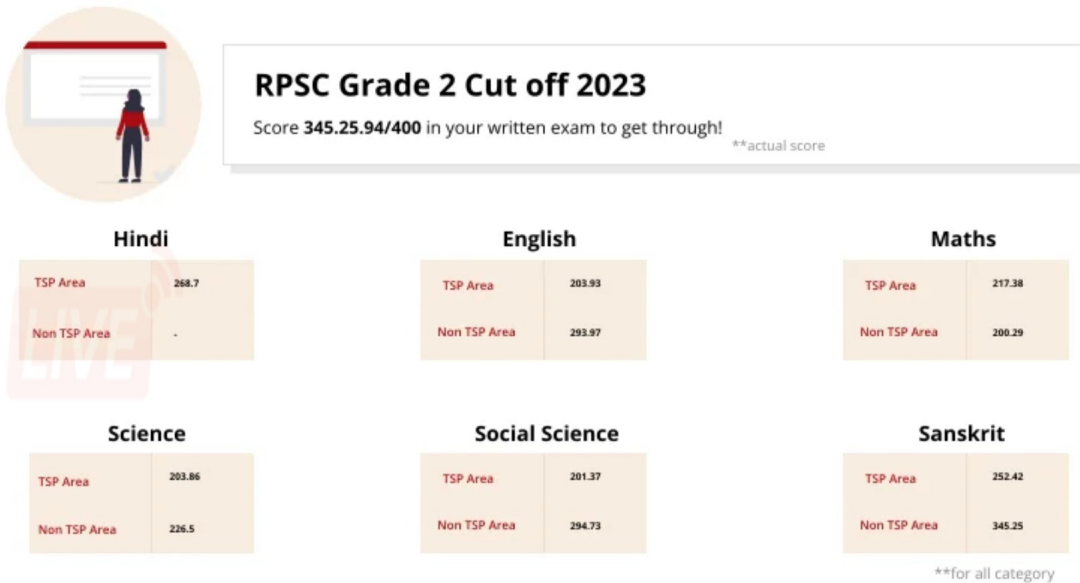 RPSC Grade 2 Cut off 2023
Score 345.25.94/400 in your written exam to get through!
**actual score
Hindi
TSP Area 268.7
Non TSP Area -
English
TSP Area 203.93
Non TSP Area 293.97
Maths
TSP Area 217.38
Non TSP Area 200.29
LIVE
Science
TSP Area 203.86
Non TSP Area 226.5
Social Science
TSP Area 201.37
Non TSP Area 294.73
Sanskrit
TSP Area 252.42
Non TSP Area 345.25
**for all category